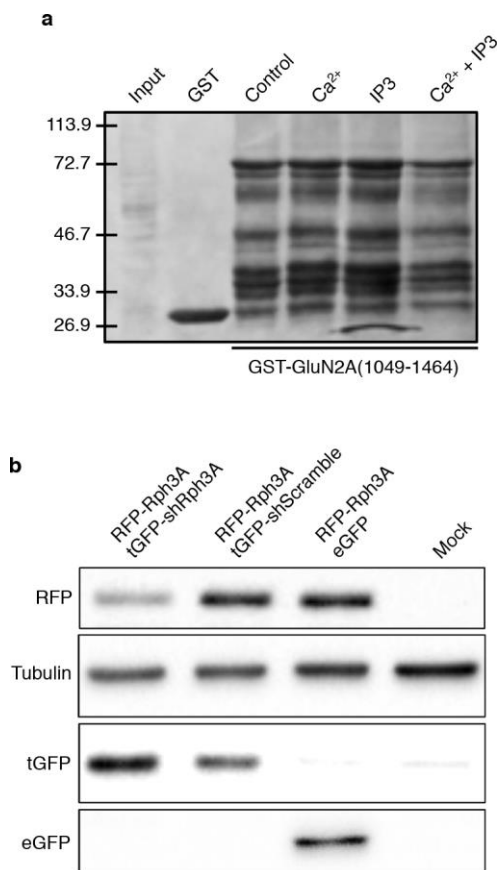 a
Input
GST
Control
Ca²⁺
IP3
Ca²⁺ + IP3
113.9
72.7
46.7
33.9
26.9
GST-GluN2A(1049-1464)
b
RFP-Rph3A
tGFP-shRph3A
RFP-Rph3A
tGFP-shScramble
RFP-Rph3A
eGFP
Mock
RFP
Tubulin
tGFP
eGFP